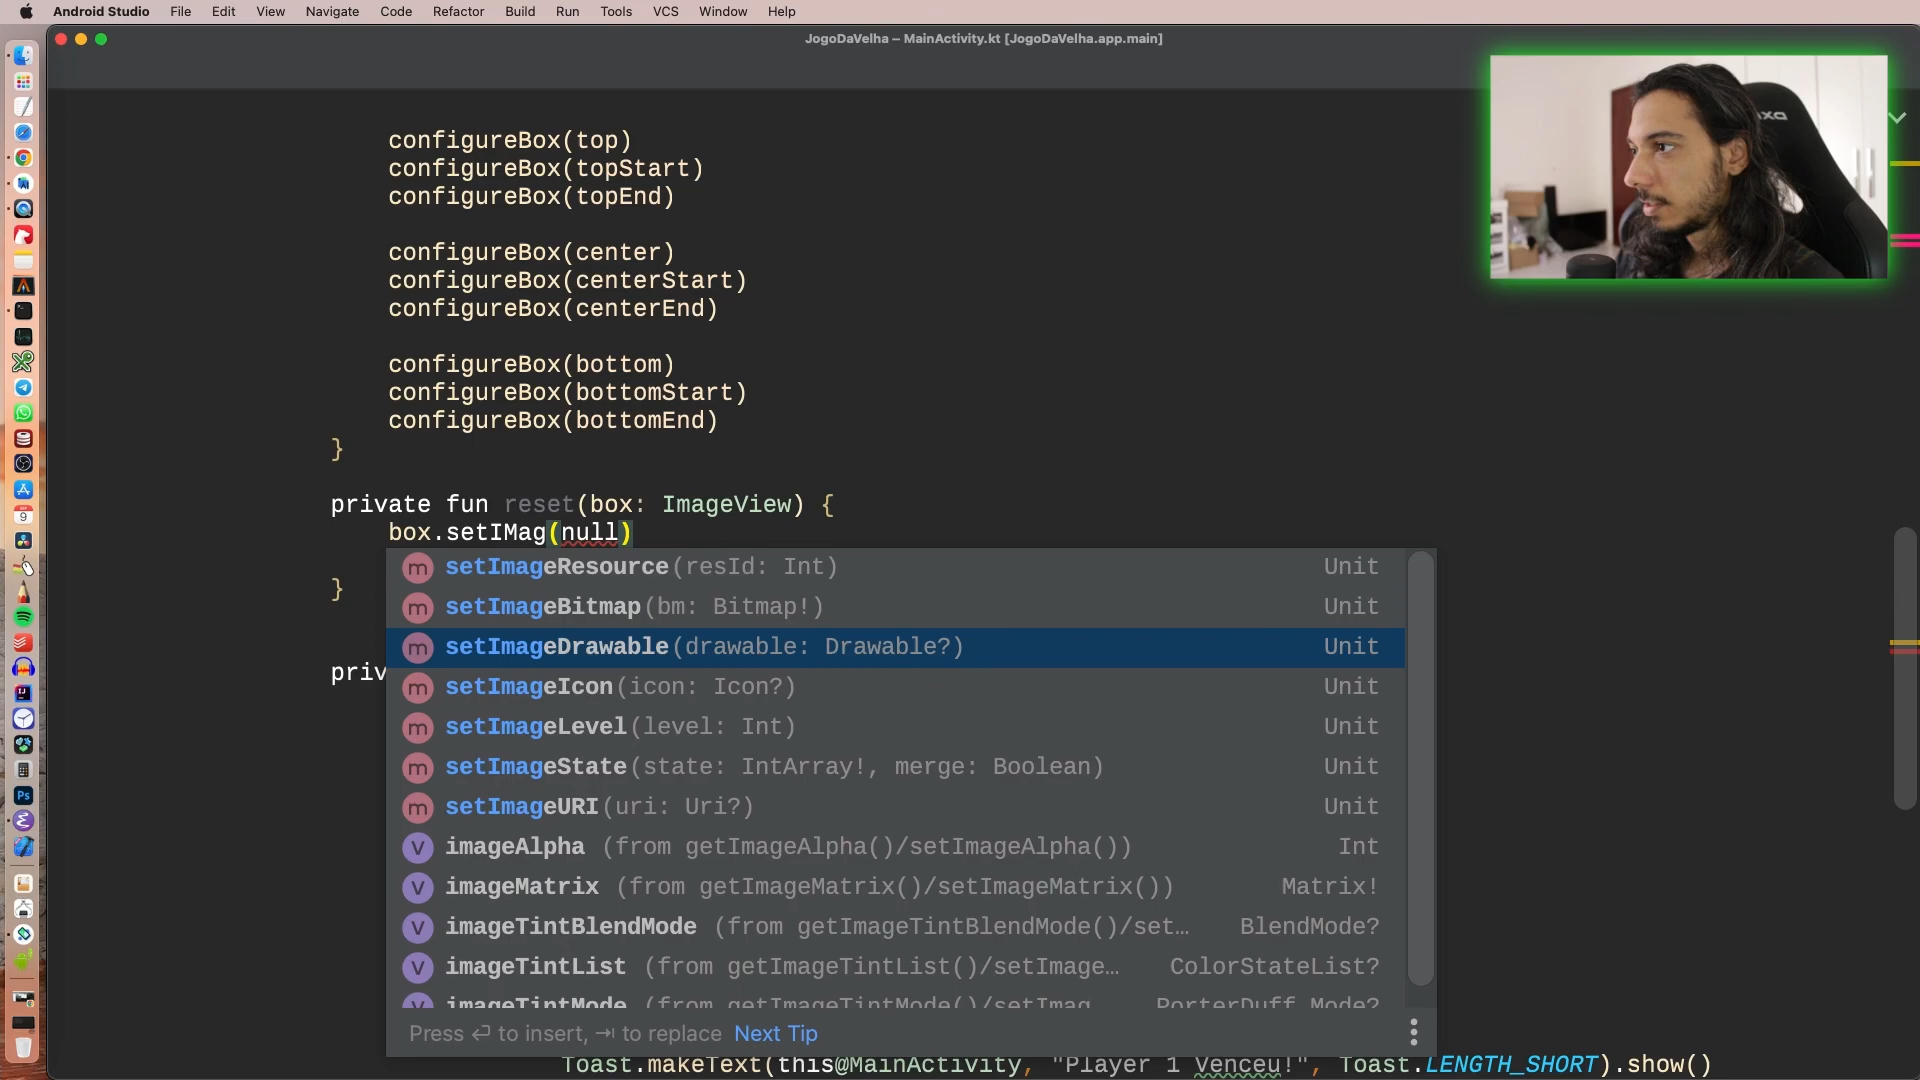 Android Studio File Edit View Navigate Code Refactor Build Run Tools VCS Window Help
JogoDaVelha – MainActivity.kt [JogoDaVelha.app.main]
configureBox(top)
configureBox(topStart)
configureBox(topEnd)
configureBox(center)
configureBox(centerStart)
configureBox(centerEnd)
configureBox(bottom)
configureBox(bottomStart)
configureBox(bottomEnd)
}
private fun reset(box: ImageView) {
box.setIMag(null)
m setImageResource(resId: Int) Unit
m setImageBitmap(bm: Bitmap!) Unit
}
m setImageDrawable(drawable: Drawable?) Unit
priv
m setImageIcon(icon: Icon?) Unit
m setImageLevel(level: Int) Unit
m setImageState(state: IntArray!, merge: Boolean) Unit
m setImageURI(uri: Uri?) Unit
v imageAlpha (from getImageAlpha()/setImageAlpha()) Int
v imageMatrix (from getImageMatrix()/setImageMatrix()) Matrix!
v imageTintBlendMode (from getImageTintBlendMode()/set… BlendMode?
v imageTintList (from getImageTintList()/setImage… ColorStateList?
v imageTintMode (from getImageTintMode()/setImag PorterDuff.Mode?
Press ⏎ to insert, ⇥ to replace Next Tip
Toast.makeText(this@MainActivity, "Player 1 Venceu!", Toast.LENGTH_SHORT).show()